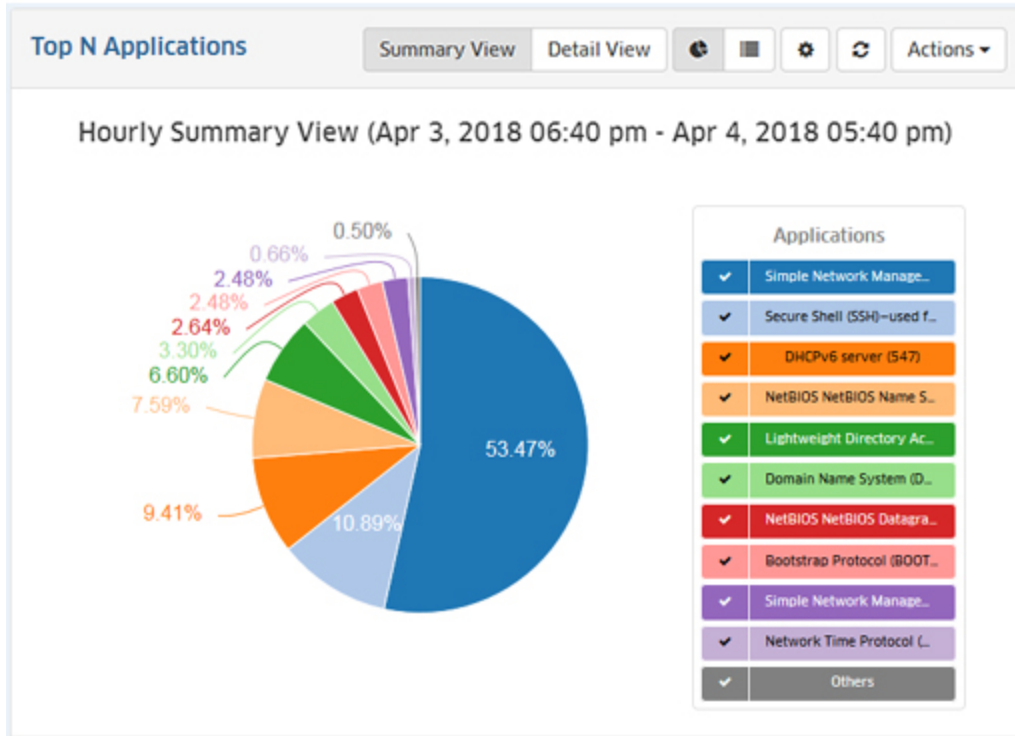 Top N Applications
Summary View
Detail View
Actions
Hourly Summary View (Apr 3, 2018 06:40 pm - Apr 4, 2018 05:40 pm)
0.50%
0.66%
2.48%
2.48%
2.64%
3.30%
6.60%
7.59%
9.41%
10.89%
53.47%
Applications
Simple Network Manage...
Secure Shell (SSH)-used f...
DHCPv6 server (547)
NetBIOS NetBIOS Name S...
Lightweight Directory Ac...
Domain Name System (D...
NetBIOS NetBIOS Datagra...
Bootstrap Protocol (BOOT...
Simple Network Manage...
Network Time Protocol (...
Others